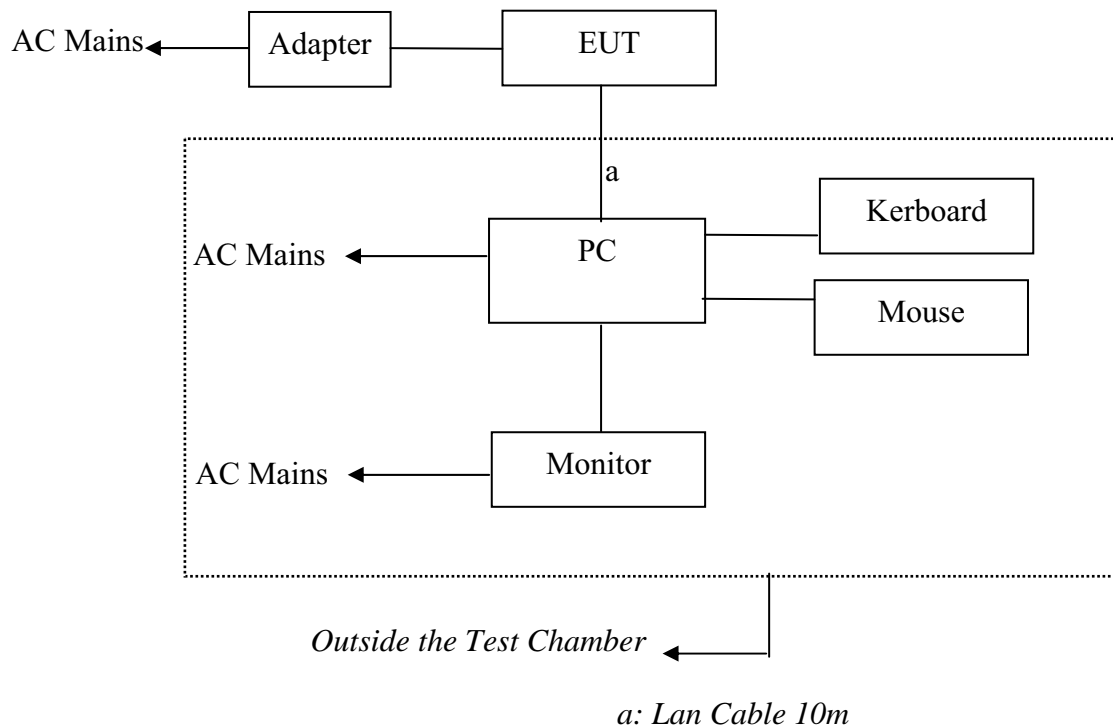 AC Mains
Adapter
EUT
a
Kerboard
AC Mains
PC
Mouse
AC Mains
Monitor
Outside the Test Chamber
a: Lan Cable 10m